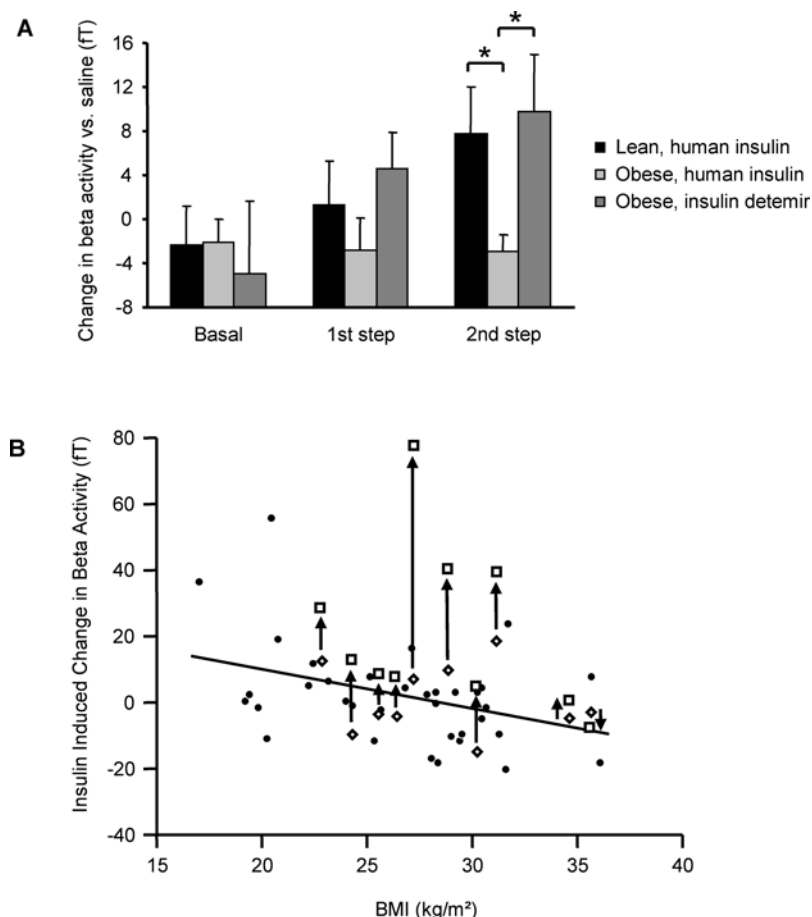 A
Change in beta activity vs. saline (fT)
16
12
8
4
0
-4
-8
* *
Basal 1st step 2nd step
Lean, human insulin
Obese, human insulin
Obese, insulin detemir
B
Insulin Induced Change in Beta Activity (fT)
80
60
40
20
0
-20
-40
15 20 25 30 35 40
BMI (kg/m²)